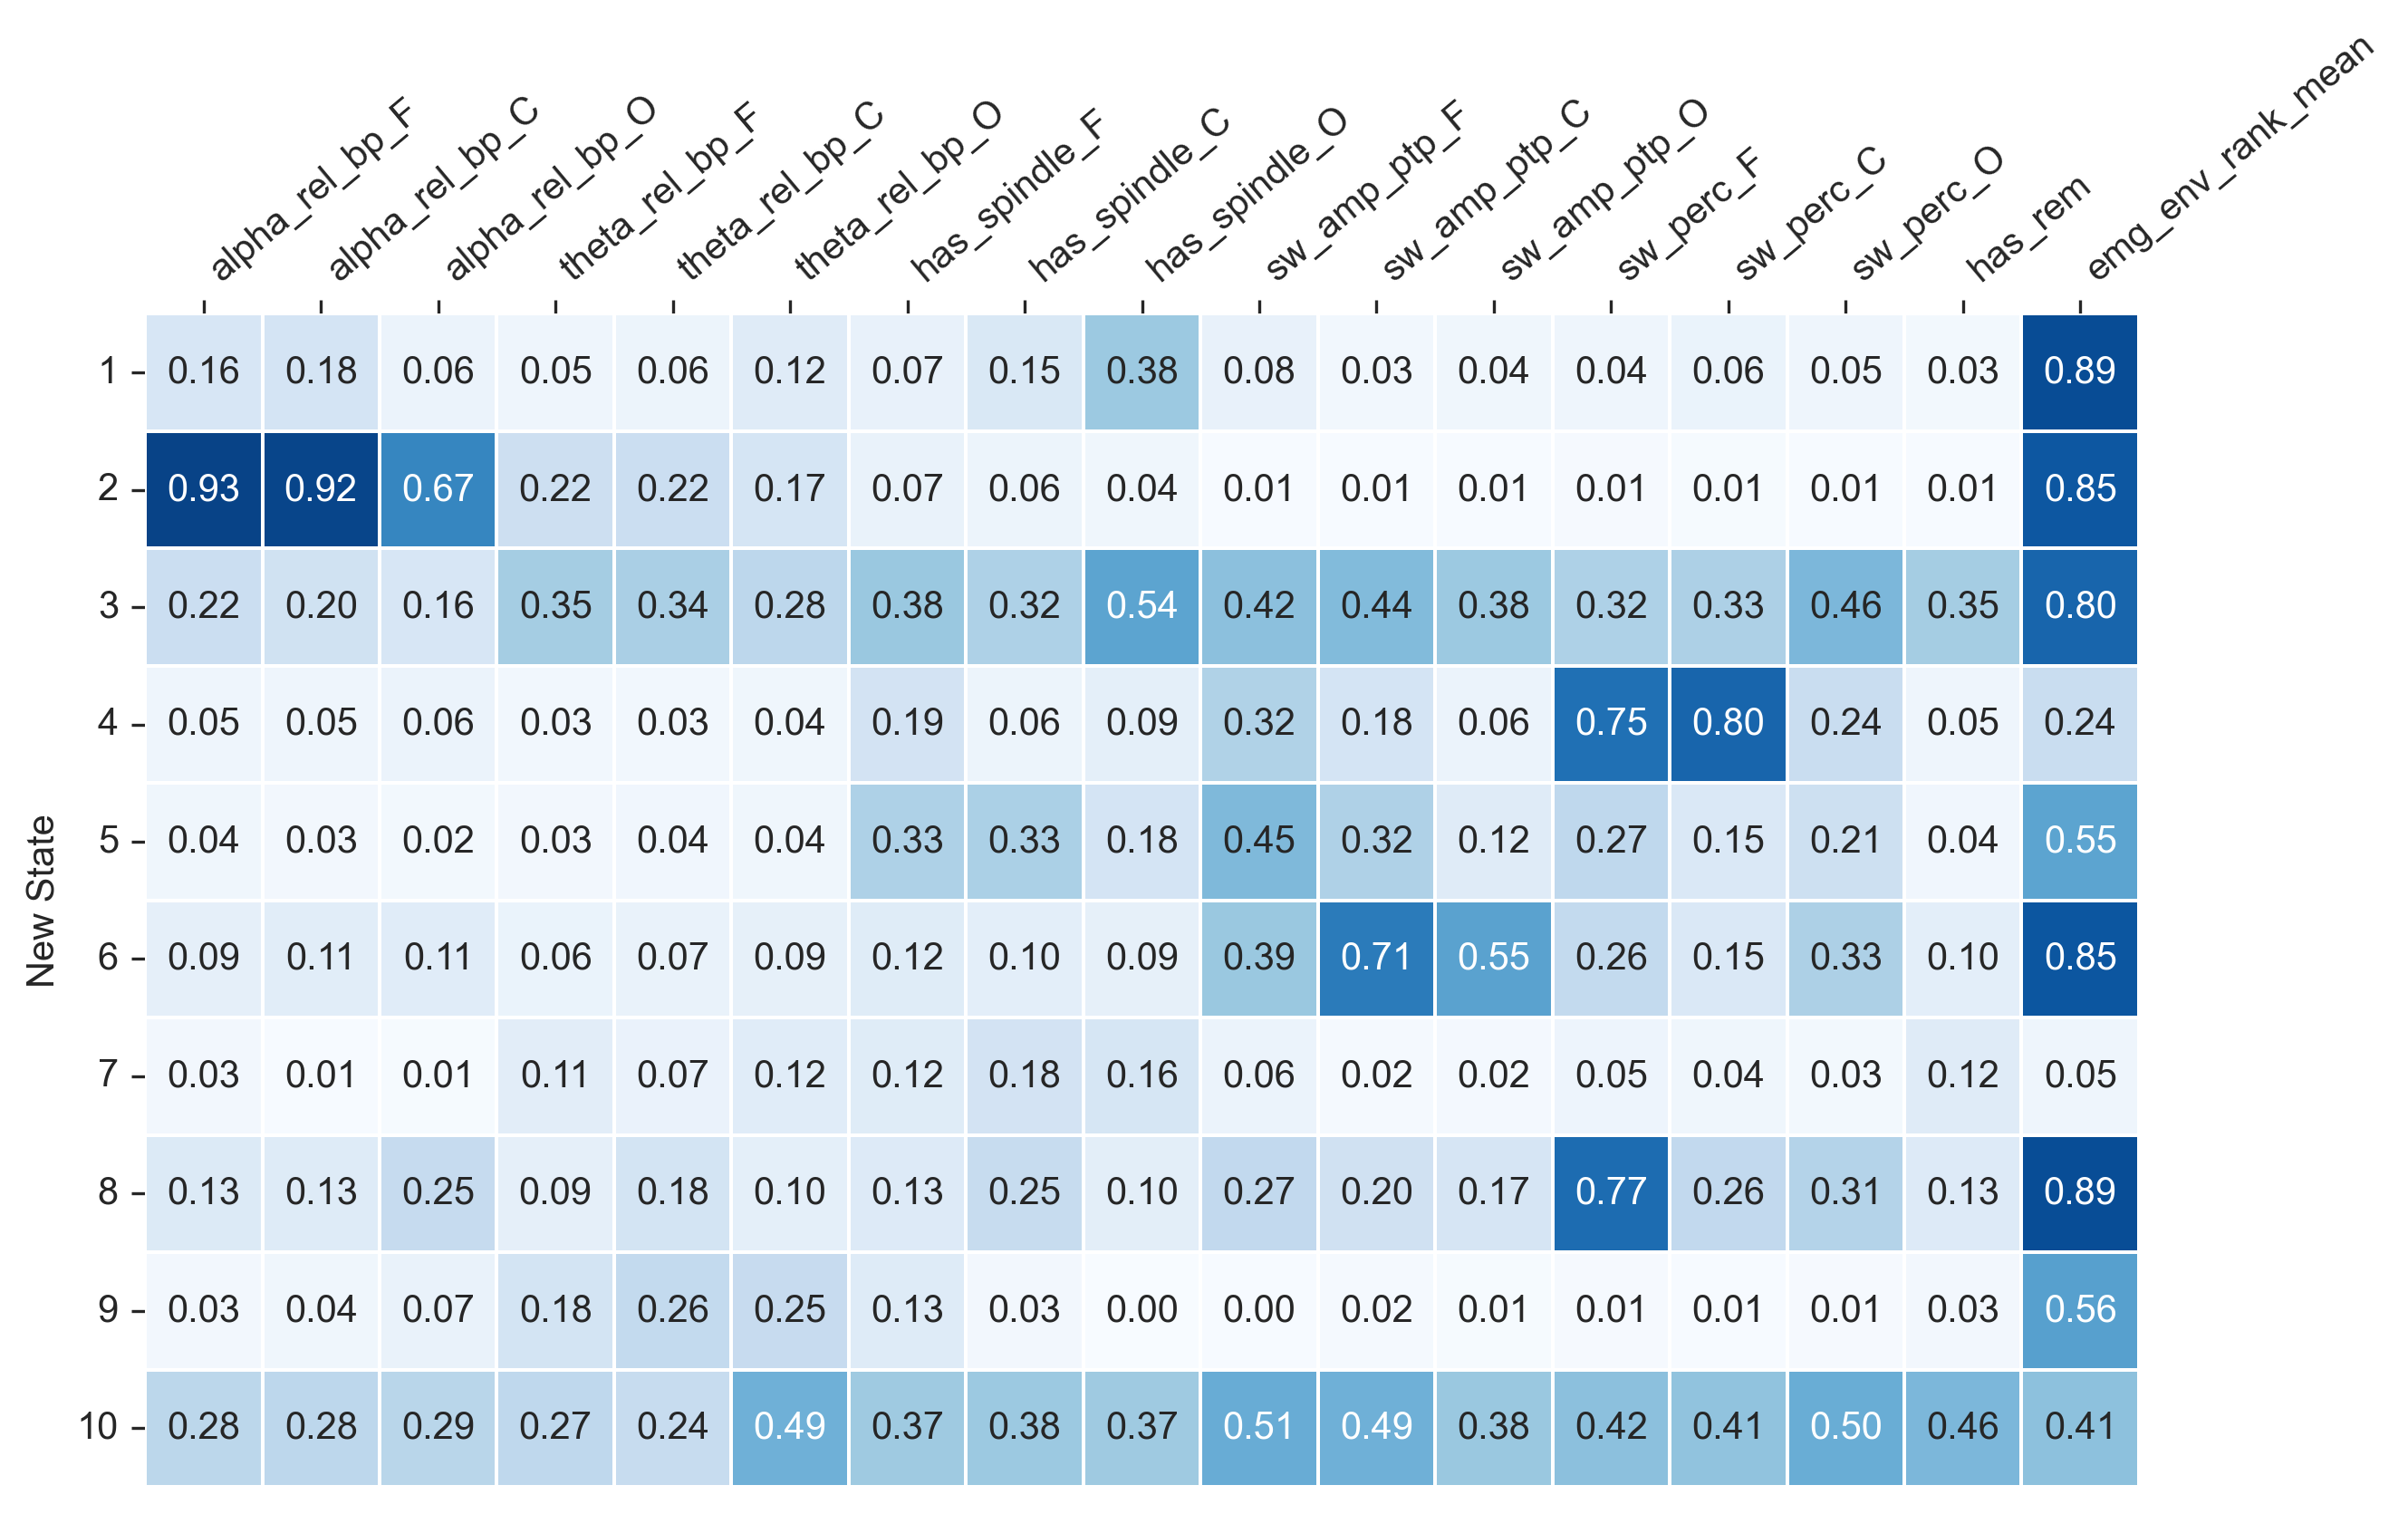 alpha_rel_bp_F alpha_rel_bp_C alpha_rel_bp_O theta_rel_bp_F theta_rel_bp_C theta_rel_bp_O has_spindle_F has_spindle_C has_spindle_O sw_amp_ptp_F sw_amp_ptp_C sw_amp_ptp_O sw_perc_F sw_perc_C sw_perc_O has_rem emg_env_rank_mean
1 0.16 0.18 0.06 0.05 0.06 0.12 0.07 0.15 0.38 0.08 0.03 0.04 0.04 0.06 0.05 0.03 0.89
2 0.93 0.92 0.67 0.22 0.22 0.17 0.07 0.06 0.04 0.01 0.01 0.01 0.01 0.01 0.01 0.01 0.85
3 0.22 0.20 0.16 0.35 0.34 0.28 0.38 0.32 0.54 0.42 0.44 0.38 0.32 0.33 0.46 0.35 0.80
4 0.05 0.05 0.06 0.03 0.03 0.04 0.19 0.06 0.09 0.32 0.18 0.06 0.75 0.80 0.24 0.05 0.24
5 0.04 0.03 0.02 0.03 0.04 0.04 0.33 0.33 0.18 0.45 0.32 0.12 0.27 0.15 0.21 0.04 0.55
6 0.09 0.11 0.11 0.06 0.07 0.09 0.12 0.10 0.09 0.39 0.71 0.55 0.26 0.15 0.33 0.10 0.85
7 0.03 0.01 0.01 0.11 0.07 0.12 0.12 0.18 0.16 0.06 0.02 0.02 0.05 0.04 0.03 0.12 0.05
8 0.13 0.13 0.25 0.09 0.18 0.10 0.13 0.25 0.10 0.27 0.20 0.17 0.77 0.26 0.31 0.13 0.89
9 0.03 0.04 0.07 0.18 0.26 0.25 0.13 0.03 0.00 0.00 0.02 0.01 0.01 0.01 0.01 0.03 0.56
10 0.28 0.28 0.29 0.27 0.24 0.49 0.37 0.38 0.37 0.51 0.49 0.38 0.42 0.41 0.50 0.46 0.41
New State